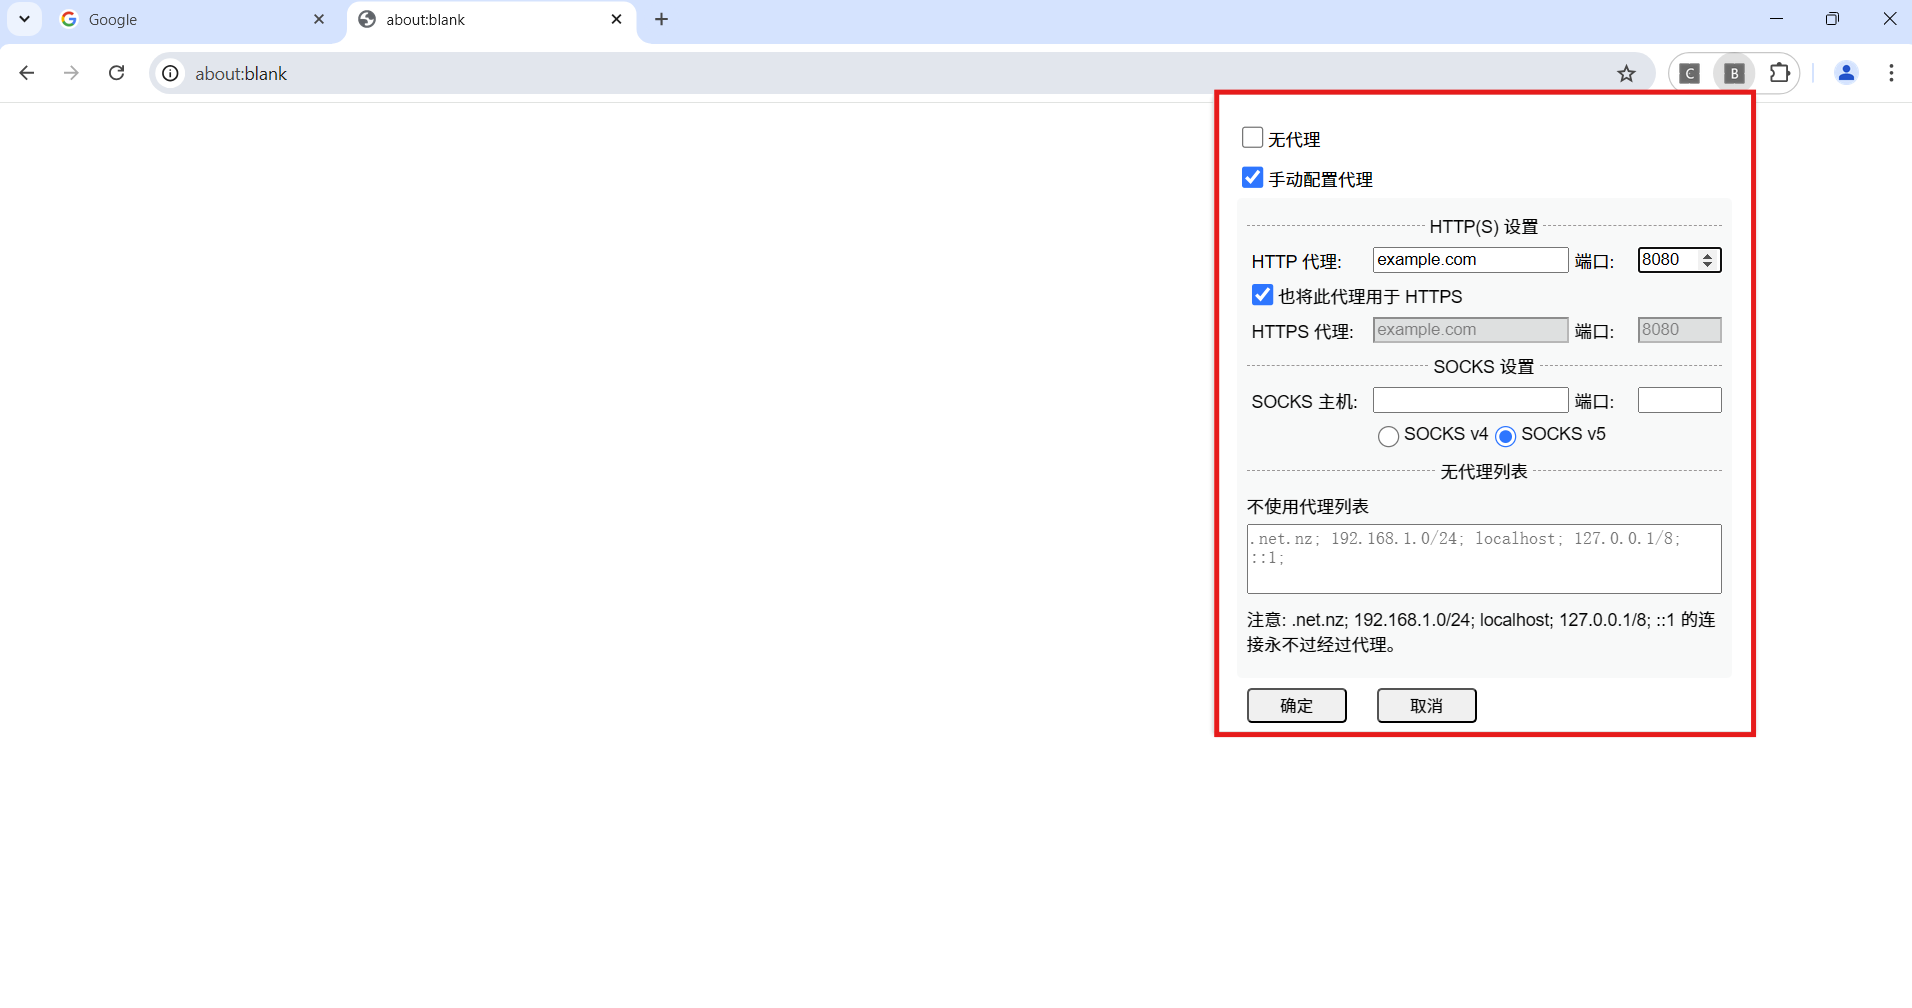 Google
about:blank
about:blank
C
B
无代理
手动配置代理
HTTP(S) 设置
HTTP 代理: example.com 端口: 8080
也将此代理用于 HTTPS
HTTPS 代理: example.com 端口: 8080
SOCKS 设置
SOCKS 主机: 端口:
SOCKS v4 SOCKS v5
无代理列表
不使用代理列表
.net.nz; 192.168.1.0/24; localhost; 127.0.0.1/8;
::1;
注意: .net.nz; 192.168.1.0/24; localhost; 127.0.0.1/8; ::1 的连
接永不过经过代理。
确定 取消